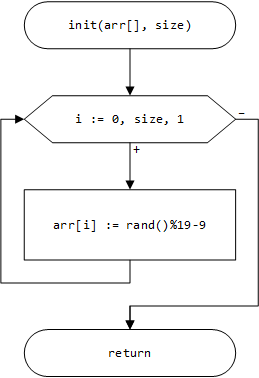 init(arr[], size)
i := 0, size, 1
–
+
arr[i] := rand()%19-9
return